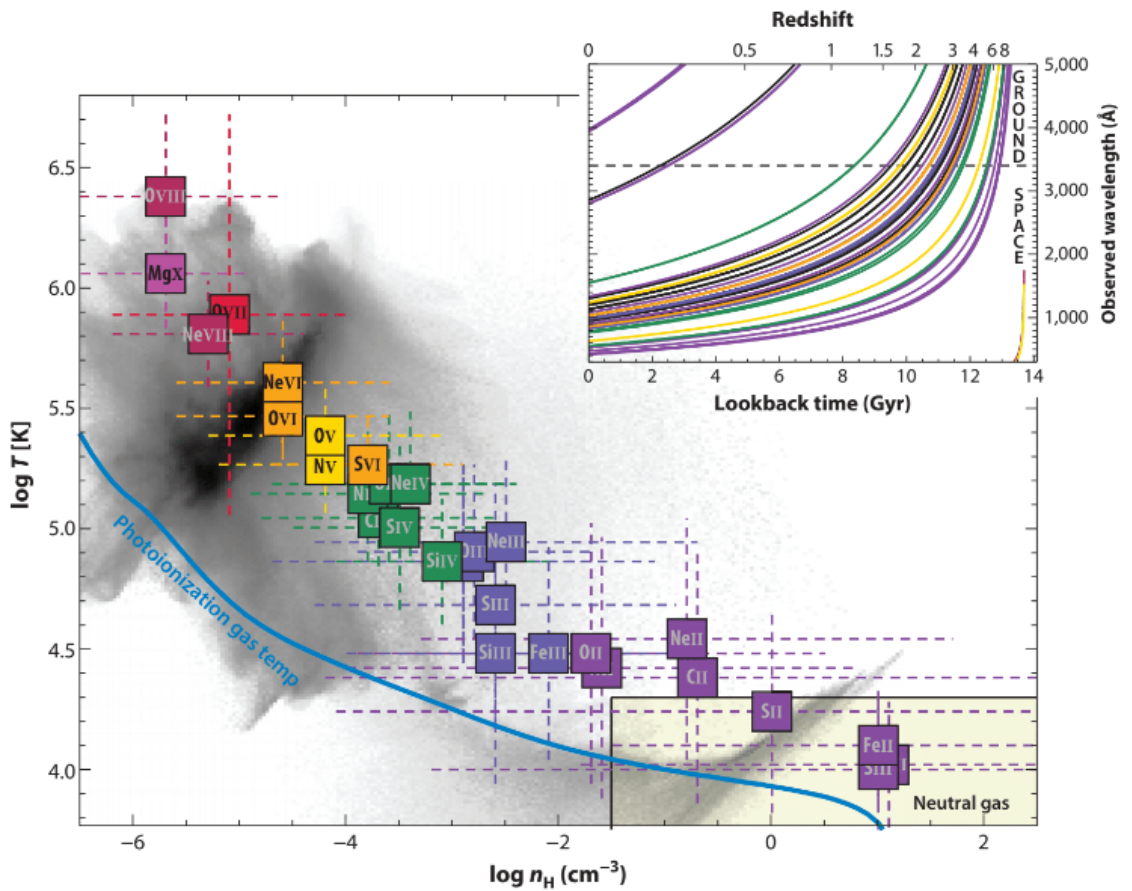 Redshift
0 0.5 1 1.5 2 3 4 6 8
5,000
4,000
3,000
2,000
1,000
Observed wavelength (Å)
GROUND
SPACE
0 2 4 6 8 10 12 14
Lookback time (Gyr)
6.5
6.0
5.5
5.0
4.5
4.0
log T [K]
OVIII
MgX
OVII
NeVIII
NeVI
OVI
OV
NV
SVI
NeIV
SIV
SiIV
NeIII
SIII
SiIII
FeIII
OII
NeII
CII
SII
FeII
SiII
Photoionization gas temp
Neutral gas
−6 −4 −2 0 2
log nH (cm−3)